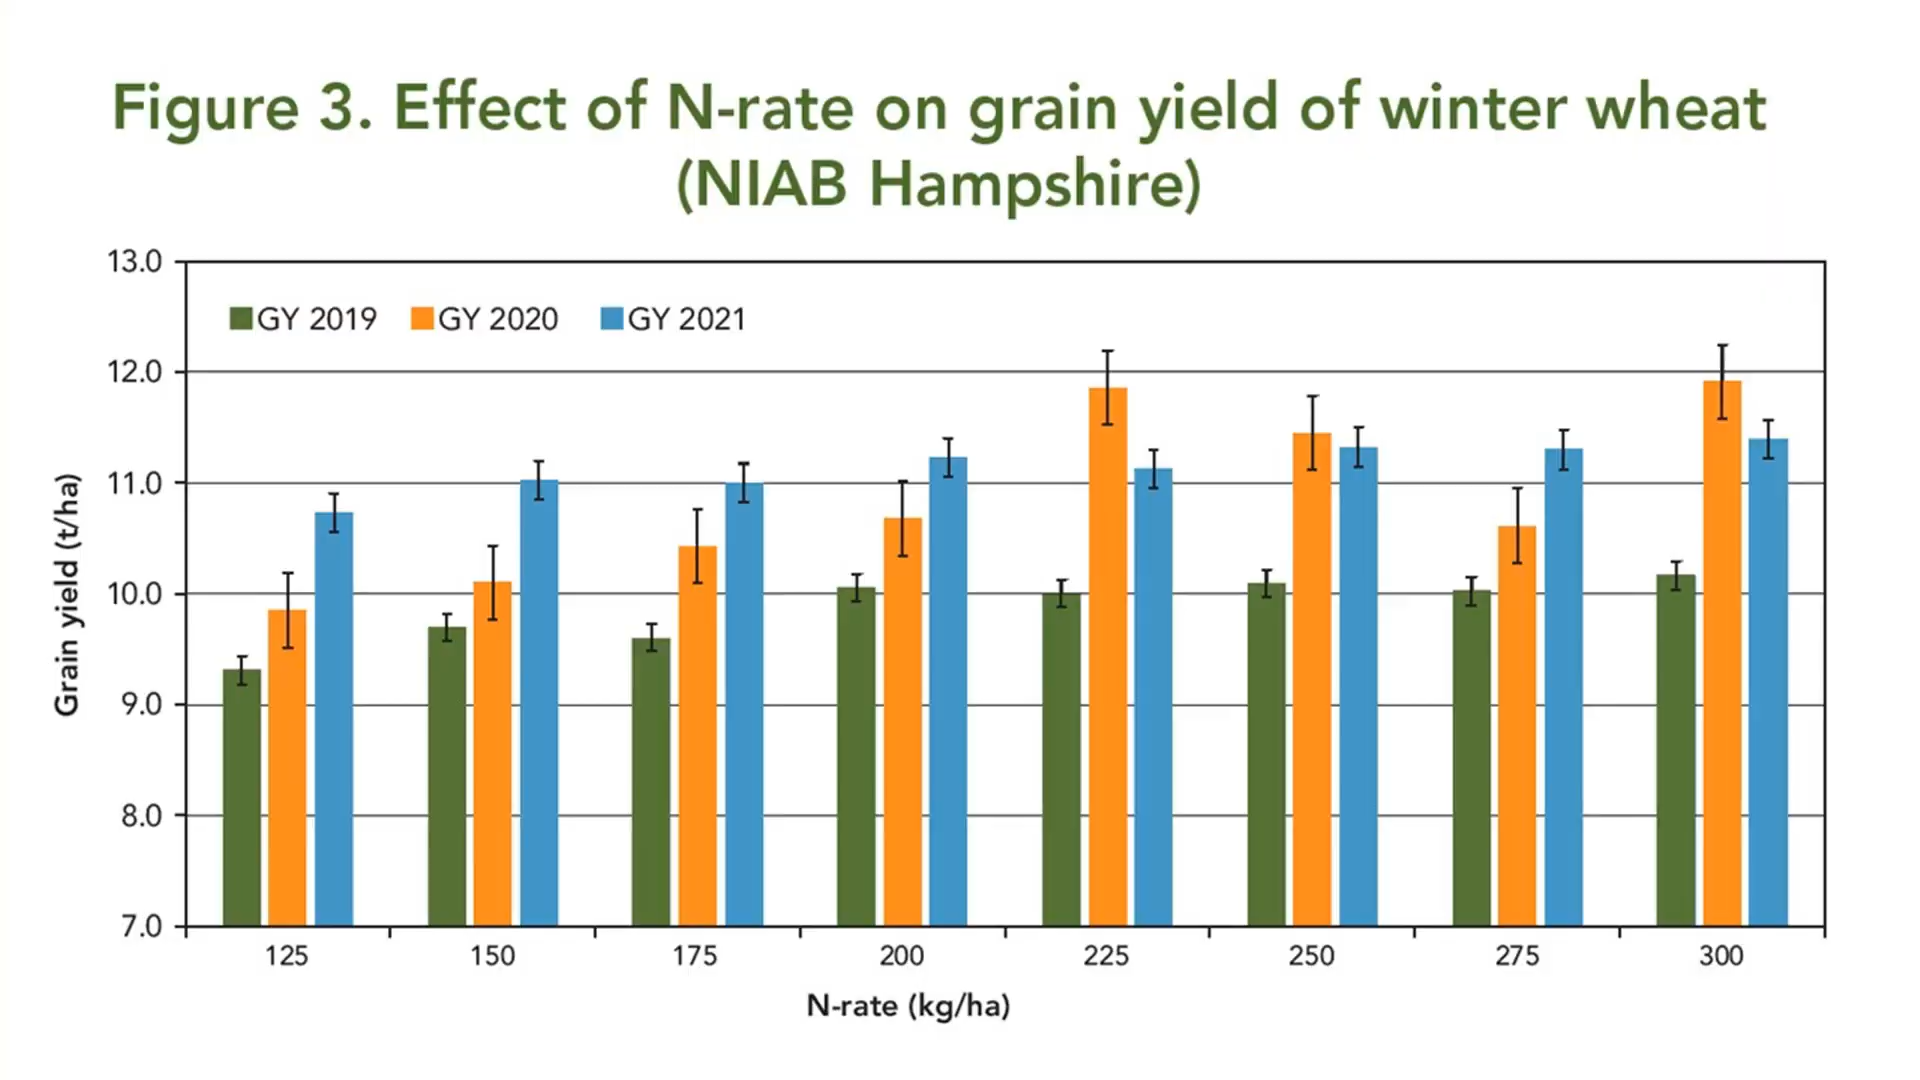 Figure 3. Effect of N-rate on grain yield of winter wheat
(NIAB Hampshire)
13.0
GY 2019 GY 2020 GY 2021
12.0
11.0
10.0
9.0
8.0
7.0
Grain yield (t/ha)
125 150 175 200 225 250 275 300
N-rate (kg/ha)